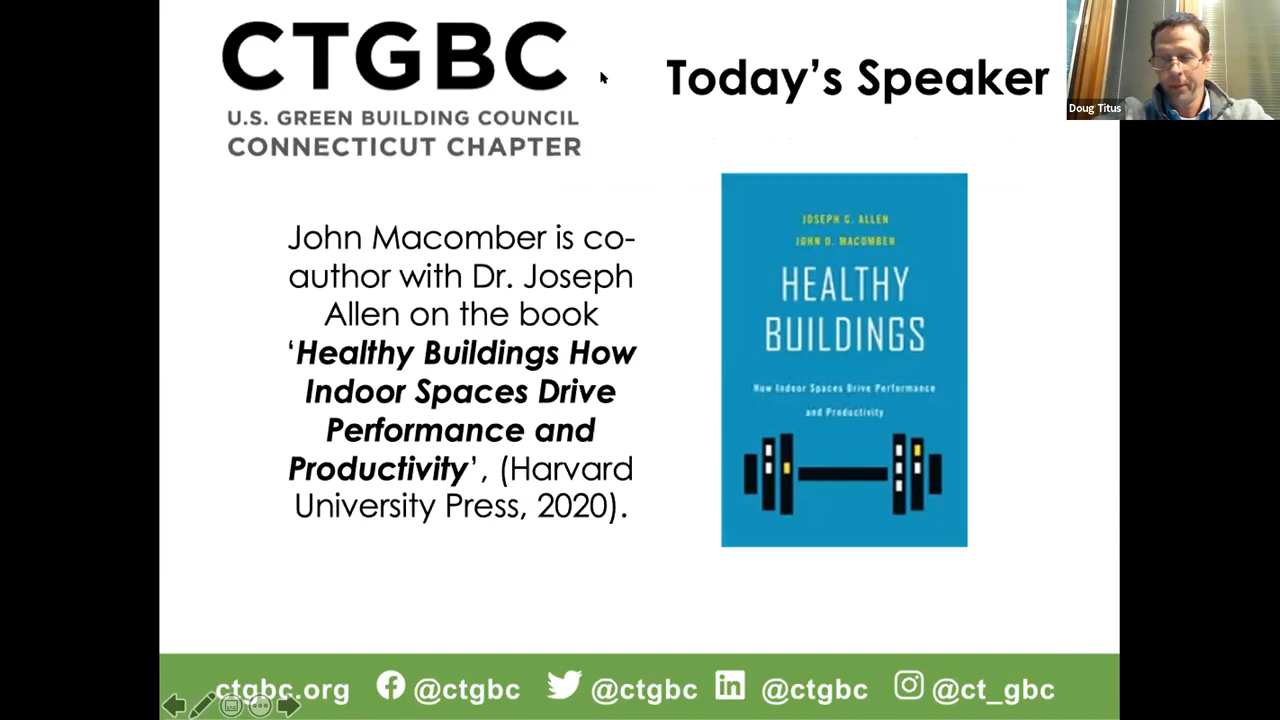 CTGBC
U.S. GREEN BUILDING COUNCIL
CONNECTICUT CHAPTER
Today's Speaker
Doug Titus
John Macomber is co-
author with Dr. Joseph
Allen on the book
‘Healthy Buildings How
Indoor Spaces Drive
Performance and
Productivity’, (Harvard
University Press, 2020).
JOSEPH G. ALLEN
JOHN D. MACOMBER
HEALTHY
BUILDINGS
How Indoor Spaces Drive Performance
and Productivity
ctgbc.org @ctgbc @ctgbc @ctgbc @ct_gbc